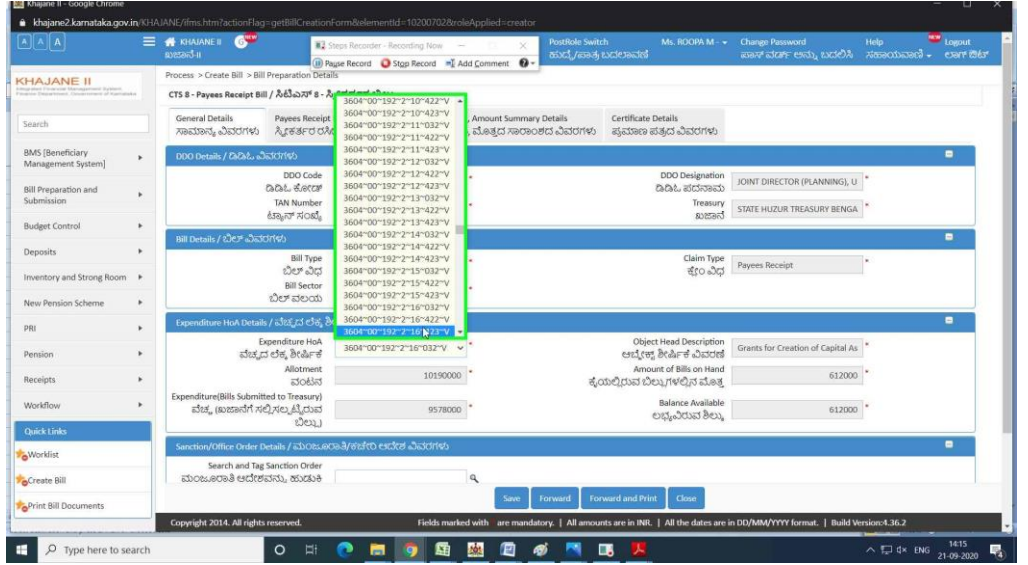 Khajane II - Google Chrome
khajane2.karnataka.gov.in/KHAJANE/ifms.htm?actionFlag=getBillCreationForm&elementId=10200702&roleApplied=creator
A A A
KHAJANE II
ಖಜಾನೆ-II
Steps Recorder - Recording Now
Pause Record Stop Record Add Comment
PostRole Switch
ಹುದ್ದೆ/ಪಾತ್ರ ಬದಲಾವಣೆ
Ms. ROOPA M -
Change Password
ಪಾಸ್ ವರ್ಡ್ ಅನ್ನು ಬದಲಿಸಿ
Help
ಸಹಾಯವಾಣಿ
Logout
ಲಾಗ್ ಔಟ್
KHAJANE II
Integrated Financial Management System
Finance Department, Government of Karnataka
Search
BMS [Beneficiary
Management System]
Bill Preparation and
Submission
Budget Control
Deposits
Inventory and Strong Room
New Pension Scheme
PRI
Pension
Receipts
Workflow
Quick Links
Worklist
Create Bill
Print Bill Documents
Process > Create Bill > Bill Preparation Details
CTS 8 - Payees Receipt Bill / ಸಿಟಿಎಸ್ 8 -
General Details
ಸಾಮಾನ್ಯ ವಿವರಗಳು
Payees Receipt
Amount Summary Details
ಮೊತ್ತದ ಸಾರಾಂಶದ ವಿವರಗಳು
Certificate Details
ಪ್ರಮಾಣ ಪತ್ರದ ವಿವರಗಳು
DDO Details / ಡಿಡಿಓ ವಿವರಗಳು
DDO Code
ಡಿಡಿಓ ಕೋಡ್
DDO Designation
ಡಿಡಿಓ ಪದನಾಮ
JOINT DIRECTOR (PLANNING), U
TAN Number
ಟ್ಯಾನ್ ಸಂಖ್ಯೆ
Treasury
ಖಜಾನೆ
STATE HUZUR TREASURY BENGA
Bill Details / ಬಿಲ್ ವಿವರಗಳು
Bill Type
ಬಿಲ್ ವಿಧ
Claim Type
ಕ್ಲೇಂ ವಿಧ
Payees Receipt
Bill Sector
ಬಿಲ್ ವಲಯ
3604~00~192~2~10~422~V
3604~00~192~2~10~423~V
3604~00~192~2~11~032~V
3604~00~192~2~11~422~V
3604~00~192~2~11~423~V
3604~00~192~2~12~032~V
3604~00~192~2~12~422~V
3604~00~192~2~12~423~V
3604~00~192~2~13~032~V
3604~00~192~2~13~422~V
3604~00~192~2~13~423~V
3604~00~192~2~14~032~V
3604~00~192~2~14~422~V
3604~00~192~2~14~423~V
3604~00~192~2~15~032~V
3604~00~192~2~15~422~V
3604~00~192~2~15~423~V
3604~00~192~2~16~032~V
3604~00~192~2~16~422~V
3604~00~192~2~16~423~V
Expenditure HoA Details / ವೆಚ್ಚದ ಲೆಕ್ಕ
Expenditure HoA
ವೆಚ್ಚದ ಲೆಕ್ಕ ಶೀರ್ಷಿಕೆ
3604~00~192~2~16~032~V
Object Head Description
ಆಬ್ಜೆಕ್ಟ್ ಶೀರ್ಷಿಕೆ ವಿವರಣೆ
Grants for Creation of Capital As
Allotment
ವಂಟನೆ
10190000
Amount of Bills on Hand
ಕೈಯಲ್ಲಿರುವ ಬಿಲ್ಲುಗಳಲ್ಲಿನ ಮೊತ್ತ
612000
Expenditure(Bills Submitted to Treasury)
ವೆಚ್ಚ (ಖಜಾನೆಗೆ ಸಲ್ಲಿಸಲ್ಪಟ್ಟಿರುವ
ಬಿಲ್ಲು)
9578000
Balance Available
ಲಭ್ಯವಿರುವ ಶಿಲ್ಕು
612000
Sanction/Office Order Details / ಮಂಜೂರಾತಿ/ಕಚೇರಿ ಆದೇಶ ವಿವರಗಳು
Search and Tag Sanction Order
ಮಂಜೂರಾತಿ ಆದೇಶವನ್ನು ಹುಡುಕಿ
Save Forward Forward and Print Close
Copyright 2014. All rights reserved.
Fields marked with are mandatory. | All amounts are in INR. | All the dates are in DD/MM/YYYY format. | Build Version:4.36.2
Type here to search
ENG
14:15
21-09-2020